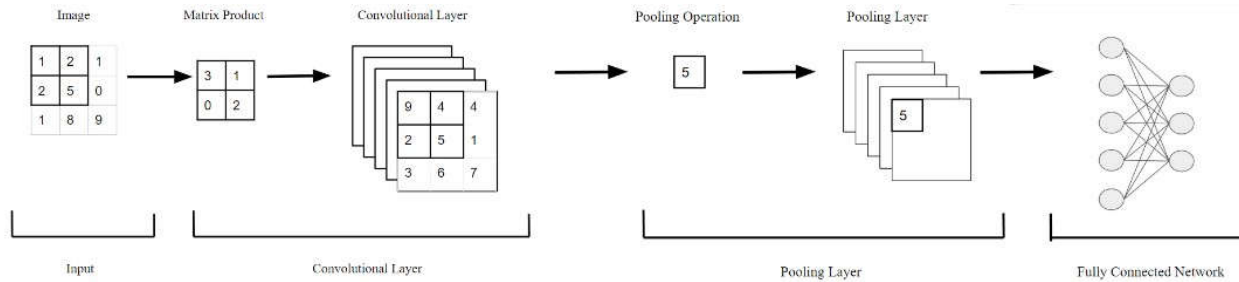 Image
Matrix Product
Convolutional Layer
Pooling Operation
Pooling Layer
1 2 1
2 5 0
1 8 9
3 1
0 2
9 4 4
2 5 1
3 6 7
5
5
Input
Convolutional Layer
Pooling Layer
Fully Connected Network